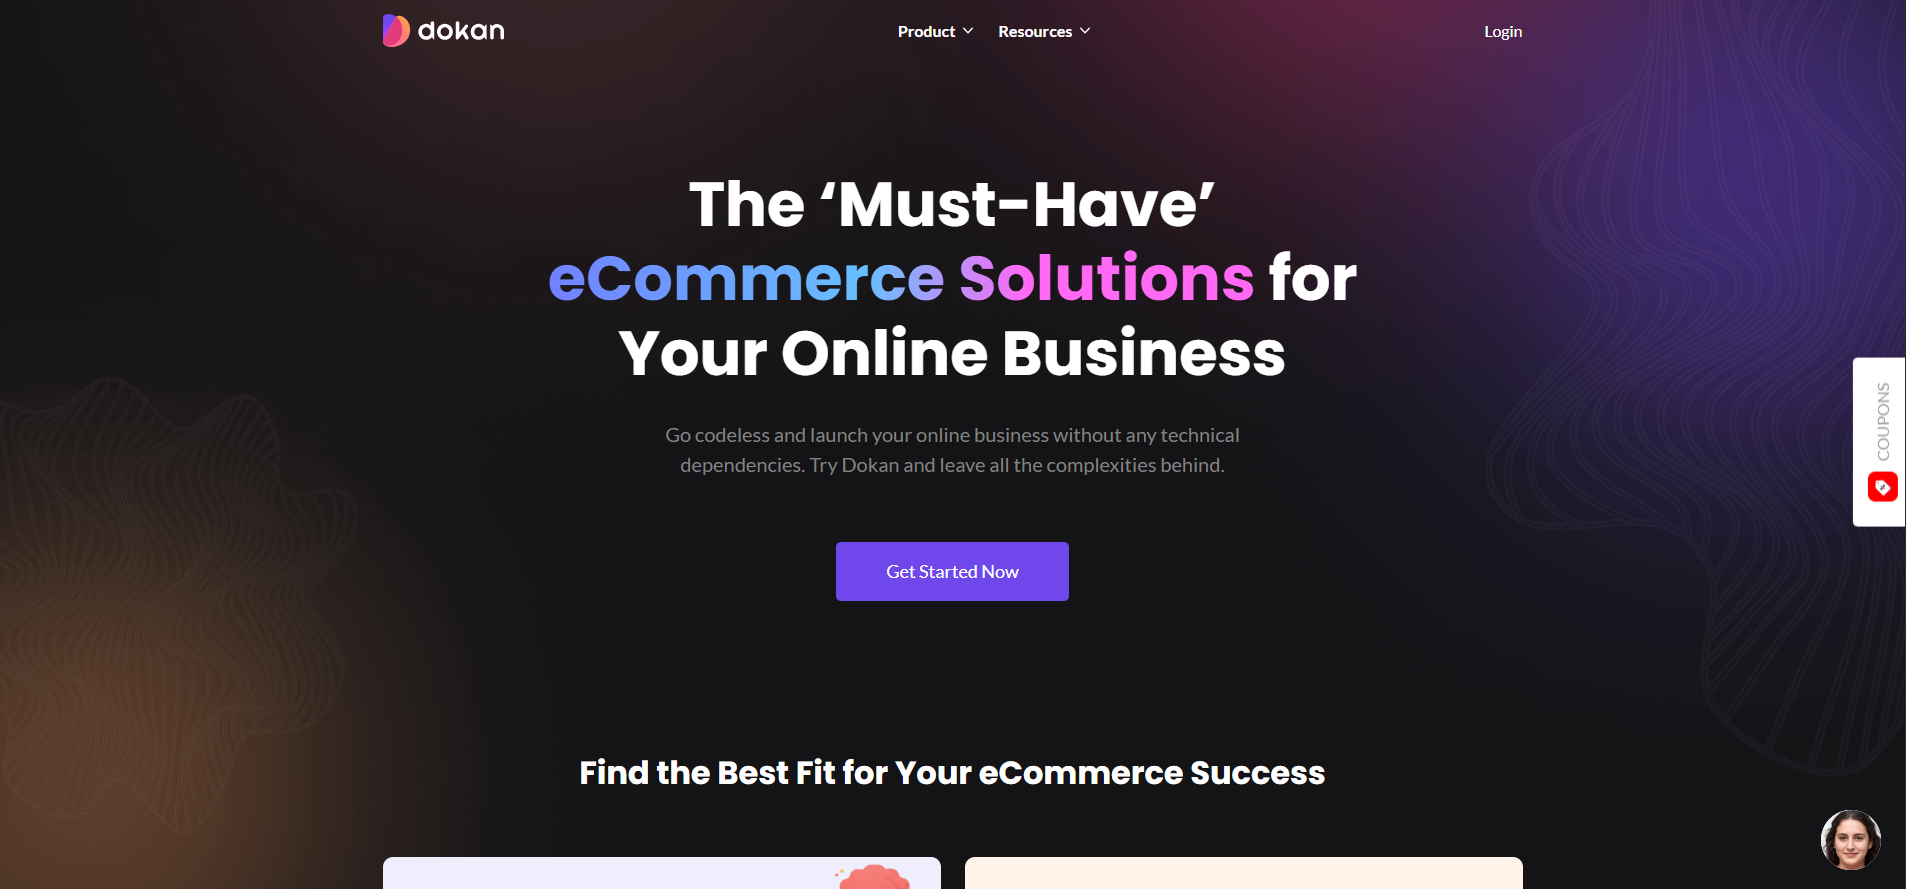 dokan
Product
Resources
Login
The ‘Must-Have’
eCommerce Solutions for
Your Online Business
Go codeless and launch your online business without any technical
dependencies. Try Dokan and leave all the complexities behind.
COUPONS
Get Started Now
Find the Best Fit for Your eCommerce Success